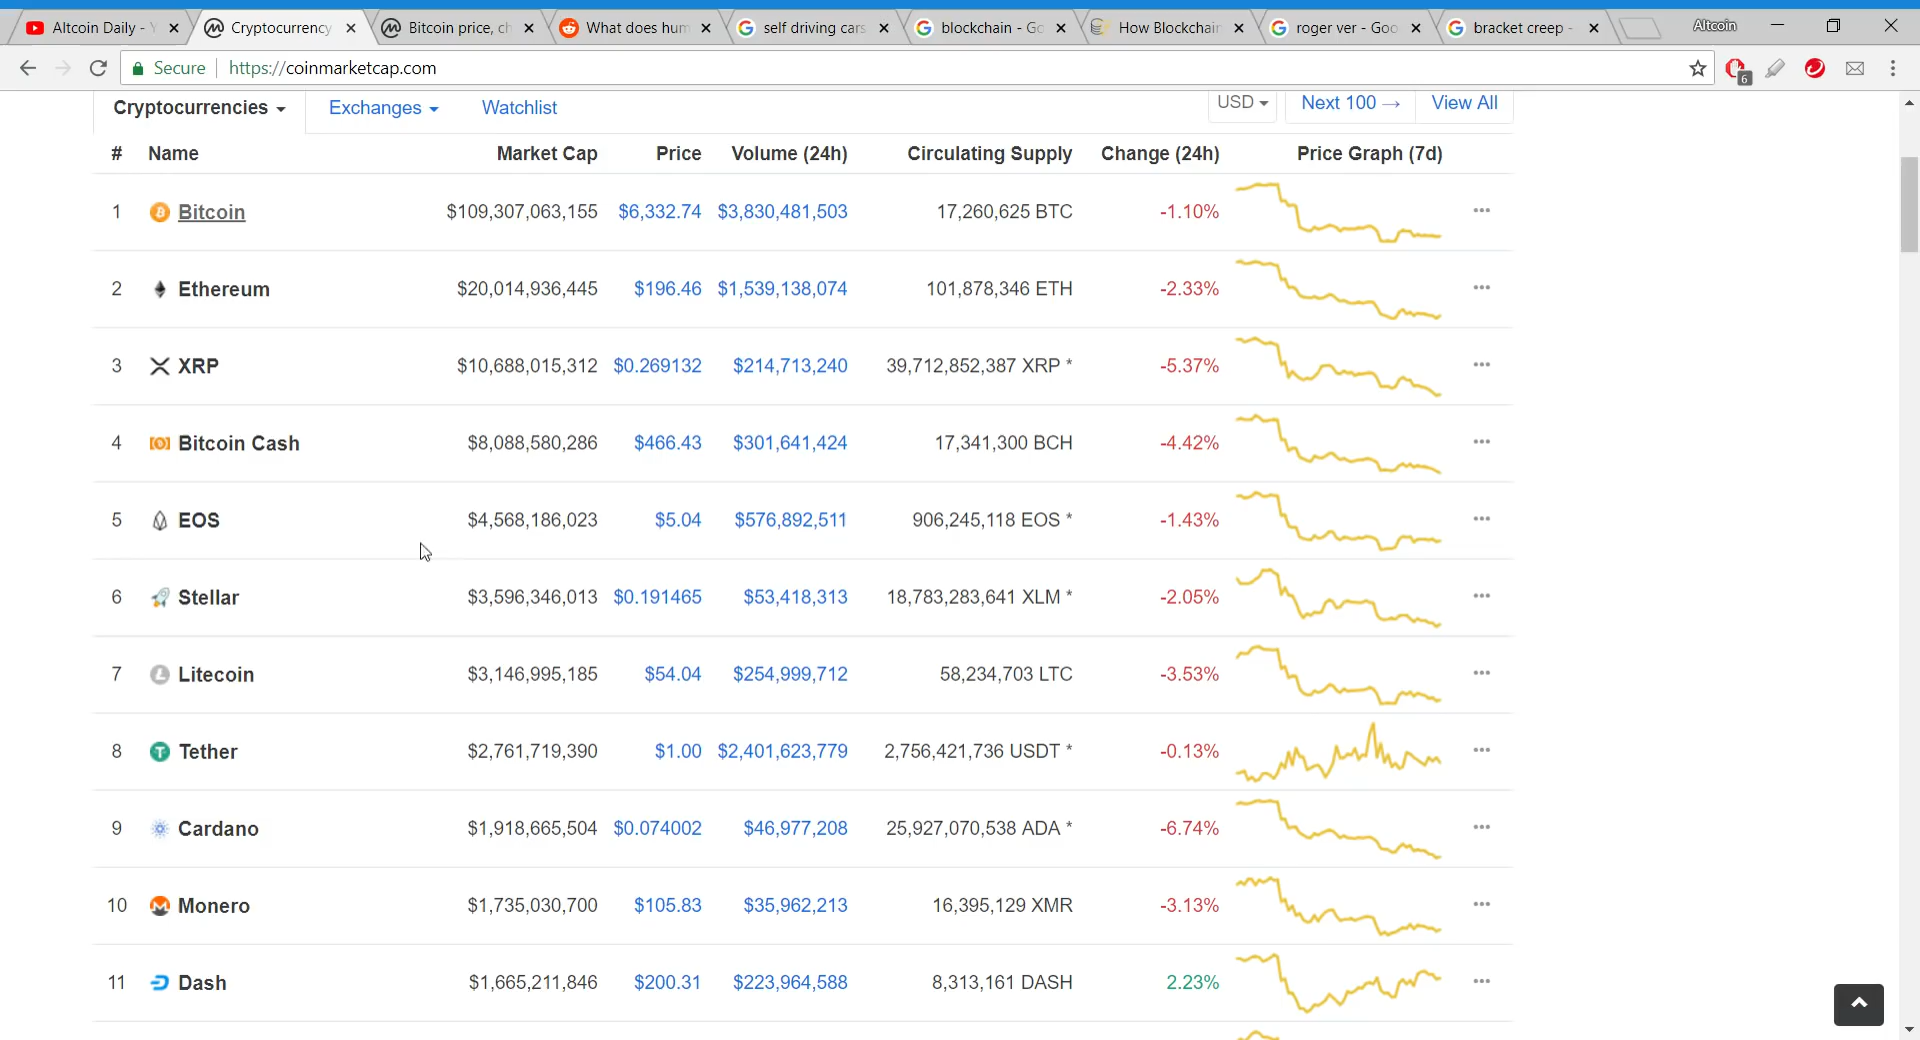 Altcoin Daily - Y
Cryptocurrency
Bitcoin price, ch
What does hum
self driving cars
blockchain - Go
How Blockchain
roger ver - Goo
bracket creep -
Altcoin
Secure
https://coinmarketcap.com
6
Cryptocurrencies Exchanges Watchlist USD Next 100 → View All
# Name Market Cap Price Volume (24h) Circulating Supply Change (24h) Price Graph (7d)
1 Bitcoin $109,307,063,155 $6,332.74 $3,830,481,503 17,260,625 BTC -1.10%
2 Ethereum $20,014,936,445 $196.46 $1,539,138,074 101,878,346 ETH -2.33%
3 XRP $10,688,015,312 $0.269132 $214,713,240 39,712,852,387 XRP * -5.37%
4 Bitcoin Cash $8,088,580,286 $466.43 $301,641,424 17,341,300 BCH -4.42%
5 EOS $4,568,186,023 $5.04 $576,892,511 906,245,118 EOS * -1.43%
6 Stellar $3,596,346,013 $0.191465 $53,418,313 18,783,283,641 XLM * -2.05%
7 Litecoin $3,146,995,185 $54.04 $254,999,712 58,234,703 LTC -3.53%
8 Tether $2,761,719,390 $1.00 $2,401,623,779 2,756,421,736 USDT * -0.13%
9 Cardano $1,918,665,504 $0.074002 $46,977,208 25,927,070,538 ADA * -6.74%
10 Monero $1,735,030,700 $105.83 $35,962,213 16,395,129 XMR -3.13%
11 Dash $1,665,211,846 $200.31 $223,964,588 8,313,161 DASH 2.23%